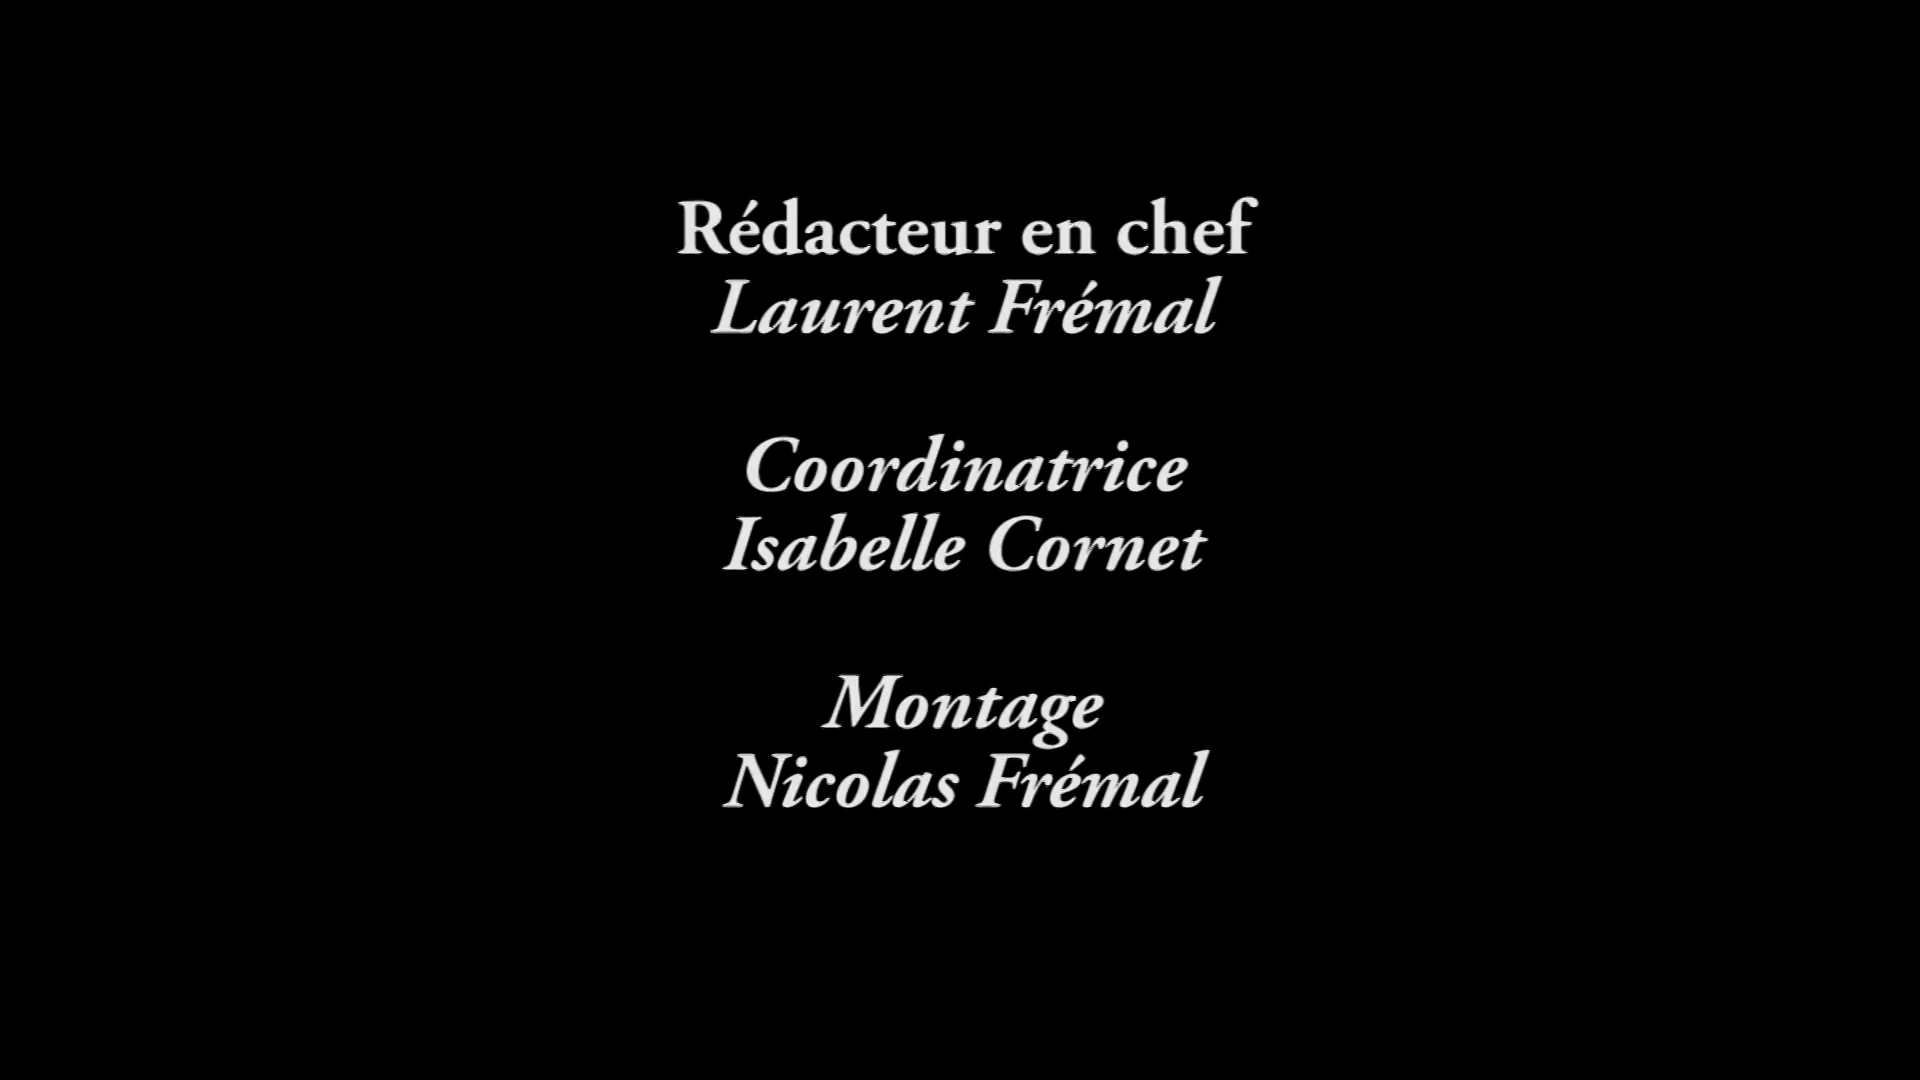 Rédacteur en chef
Laurent Frémal
Coordinatrice
Isabelle Cornet
Montage
Nicolas Frémal